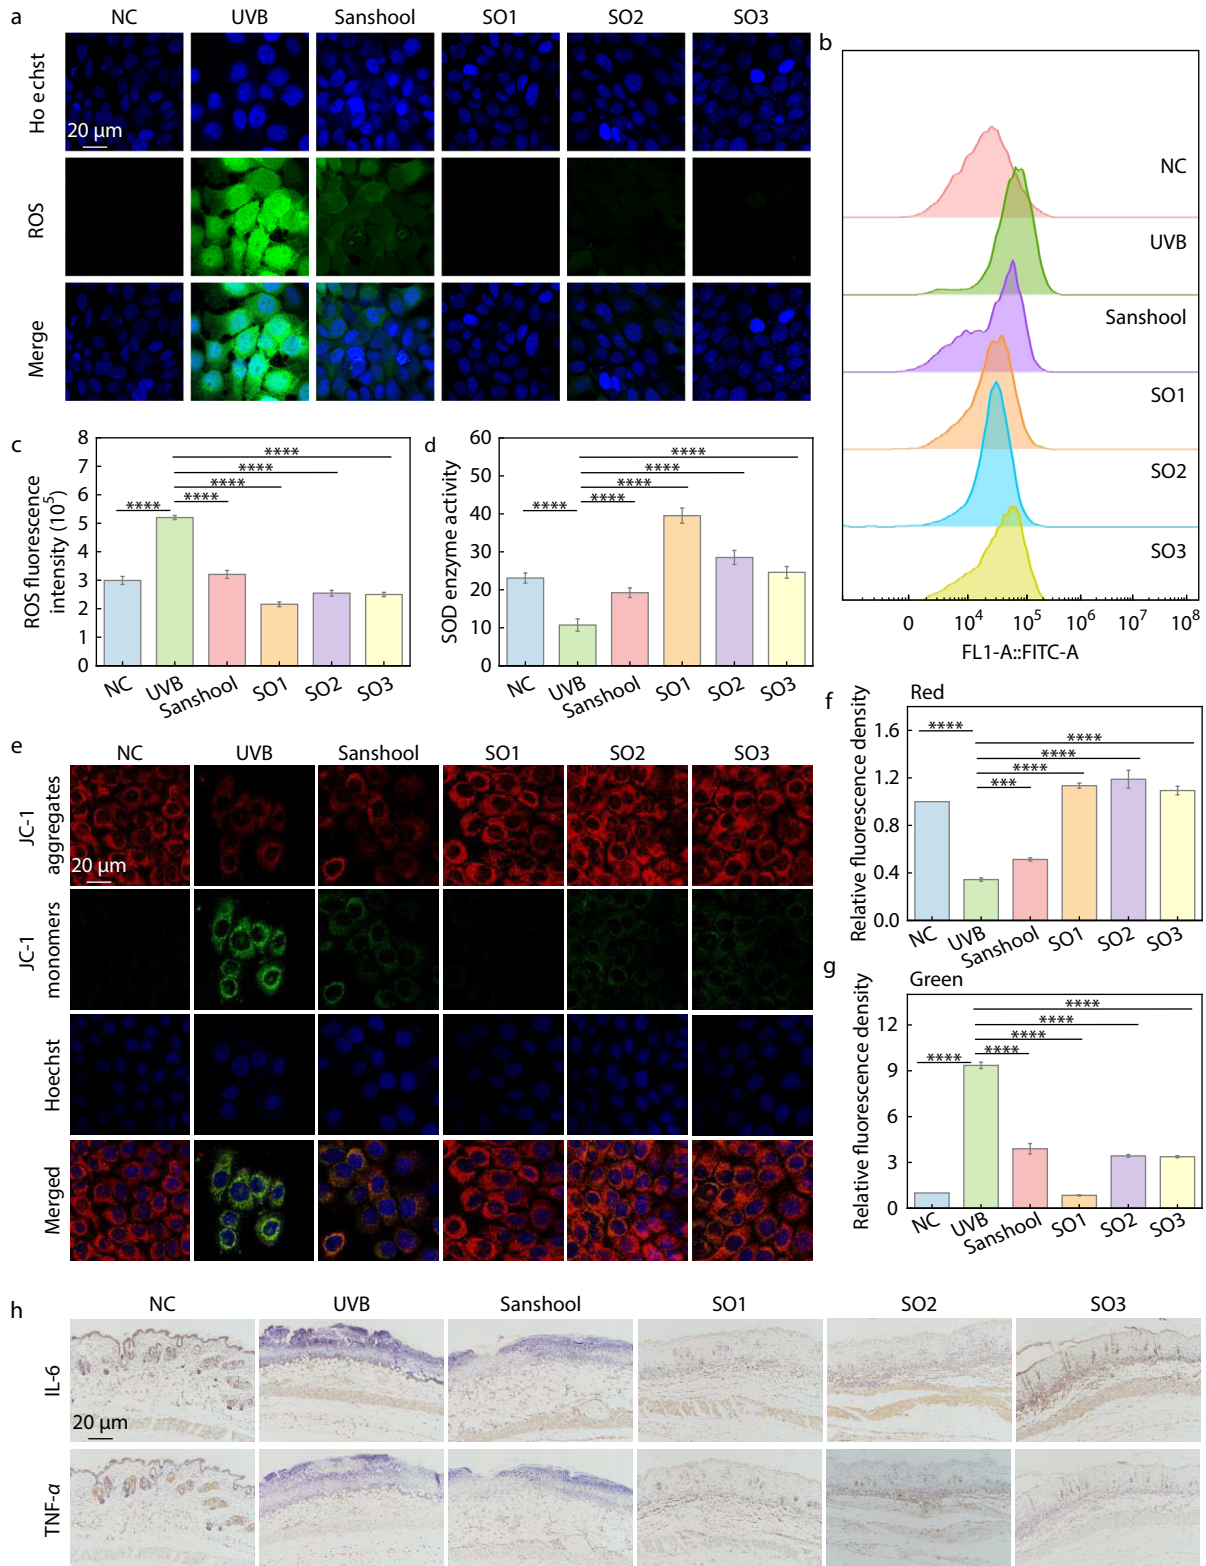 a
NC UVB Sanshool SO1 SO2 SO3
Ho echst
20 μm
ROS
Merge
b
NC
UVB
Sanshool
SO1
SO2
SO3
0 10⁴ 10⁵ 10⁶ 10⁷ 10⁸
FL1-A::FITC-A
c
ROS fluorescence
intensity (10⁵)
8
7
6
5
4
3
2
1
0
****
****
****
****
****
NC UVB Sanshool SO1 SO2 SO3
d
SOD enzyme activity
60
50
40
30
20
10
0
****
****
****
****
****
NC UVB Sanshool SO1 SO2 SO3
e
NC UVB Sanshool SO1 SO2 SO3
JC-1
aggregates
20 μm
JC-1
monomers
Hoechst
Merged
f
Red
Relative fluorescence density
1.6
1.2
0.8
0.4
0.0
****
****
****
****
***
NC UVB Sanshool SO1 SO2 SO3
g
Green
Relative fluorescence density
12
9
6
3
0
****
****
****
****
****
NC UVB Sanshool SO1 SO2 SO3
h
NC UVB Sanshool SO1 SO2 SO3
IL-6
20 μm
TNF-α